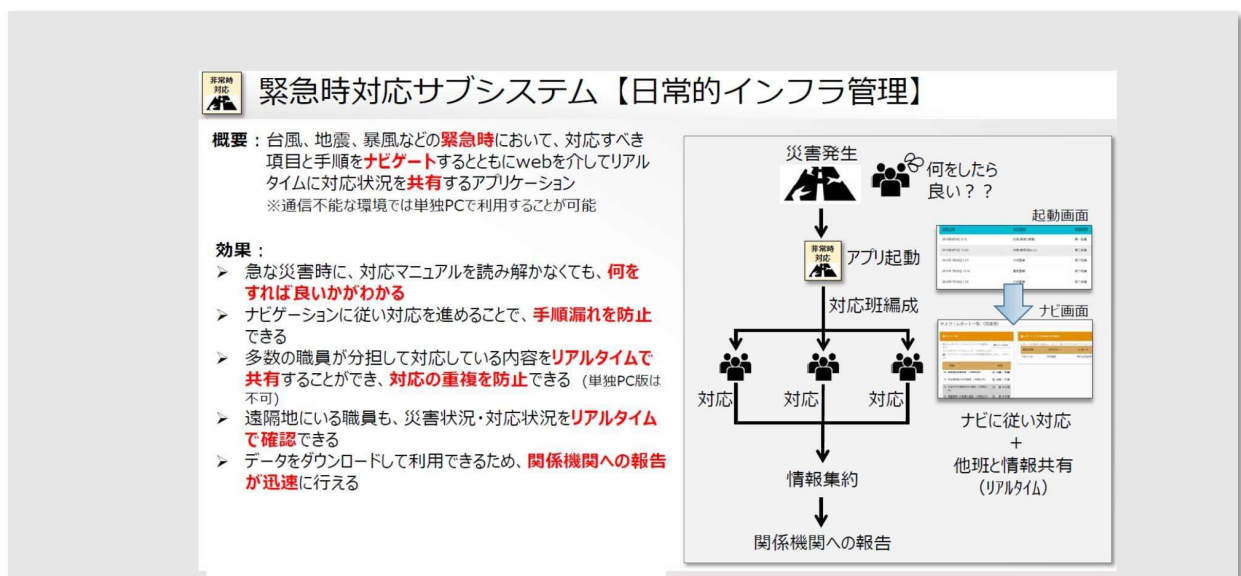 非常時
対応
緊急時対応サブシステム【日常的インフラ管理】
概要：台風、地震、暴風などの緊急時において、対応すべき
項目と手順をナビゲートするとともにwebを介してリアル
タイムに対応状況を共有するアプリケーション
※通信不能な環境では単独PCで利用することが可能
効果：
➢ 急な災害時に、対応マニュアルを読み解かなくても、何を
すれば良いかがわかる
➢ ナビゲーションに従い対応を進めることで、手順漏れを防止
できる
➢ 多数の職員が分担して対応している内容をリアルタイムで
共有することができ、対応の重複を防止できる（単独PC版は
不可）
➢ 遠隔地にいる職員も、災害状況・対応状況をリアルタイム
で確認できる
➢ データをダウンロードして利用できるため、関係機関への報告
が迅速に行える
災害発生
何をしたら
良い？？
起動画面
非常時
対応
アプリ起動
対応班編成
ナビ画面
対応
対応
対応
ナビに従い対応
+
他班と情報共有
（リアルタイム）
情報集約
関係機関への報告